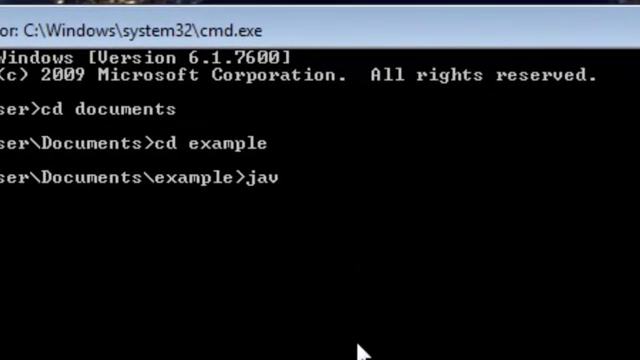 or: C:\Windows\system32\cmd.exe
Windows [Version 6.1.7600]
(c) 2009 Microsoft Corporation.  All rights reserved.
ser>cd documents
ser\Documents>cd example
ser\Documents\example>jav